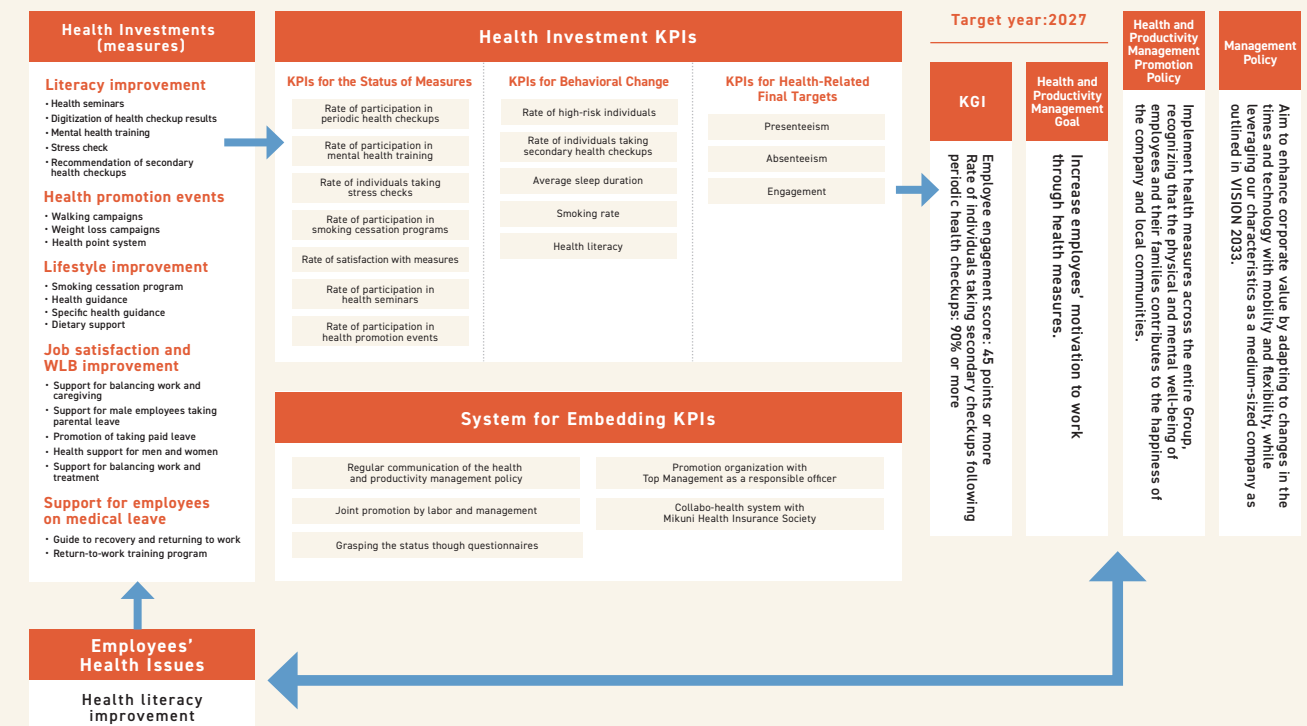 Health Investments
(measures)
Literacy improvement
・Health seminars
・Digitization of health checkup results
・Mental health training
・Stress check
・Recommendation of secondary
health checkups
Health promotion events
・Walking campaigns
・Weight loss campaigns
・Health point system
Lifestyle improvement
・Smoking cessation program
・Health guidance
・Specific health guidance
・Dietary support
Job satisfaction and
WLB improvement
・Support for balancing work and
caregiving
・Support for male employees taking
parental leave
・Promotion of taking paid leave
・Health support for men and women
・Support for balancing work and
treatment
Support for employees
on medical leave
・Guide to recovery and returning to work
・Return-to-work training program
Employees’
Health Issues
Health literacy
improvement
Health Investment KPIs
KPIs for the Status of Measures
Rate of participation in
periodic health checkups
Rate of participation in
mental health training
Rate of individuals taking
stress checks
Rate of participation in
smoking cessation programs
Rate of satisfaction with measures
Rate of participation in
health seminars
Rate of participation in
health promotion events
KPIs for Behavioral Change
Rate of high-risk individuals
Rate of individuals taking
secondary health checkups
Average sleep duration
Smoking rate
Health literacy
KPIs for Health-Related
Final Targets
Presenteeism
Absenteeism
Engagement
System for Embedding KPIs
Regular communication of the health
and productivity management policy
Joint promotion by labor and management
Grasping the status though questionnaires
Promotion organization with
Top Management as a responsible officer
Collabo-health system with
Mikuni Health Insurance Society
Target year:2027
KGI
Employee engagement score: 45 points or more
Rate of individuals taking secondary checkups following
periodic health checkups: 90% or more
Health and
Productivity
Management
Goal
Increase employees’ motivation to work
through health measures.
Health and
Productivity
Management
Promotion
Policy
Implement health measures across the entire Group,
recognizing that the physical and mental well-being of
employees and their families contributes to the happiness of
the company and local communities.
Management
Policy
Aim to enhance corporate value by adapting to changes in the
times and technology with mobility and flexibility, while
leveraging our characteristics as a medium-sized company as
outlined in VISION 2033.